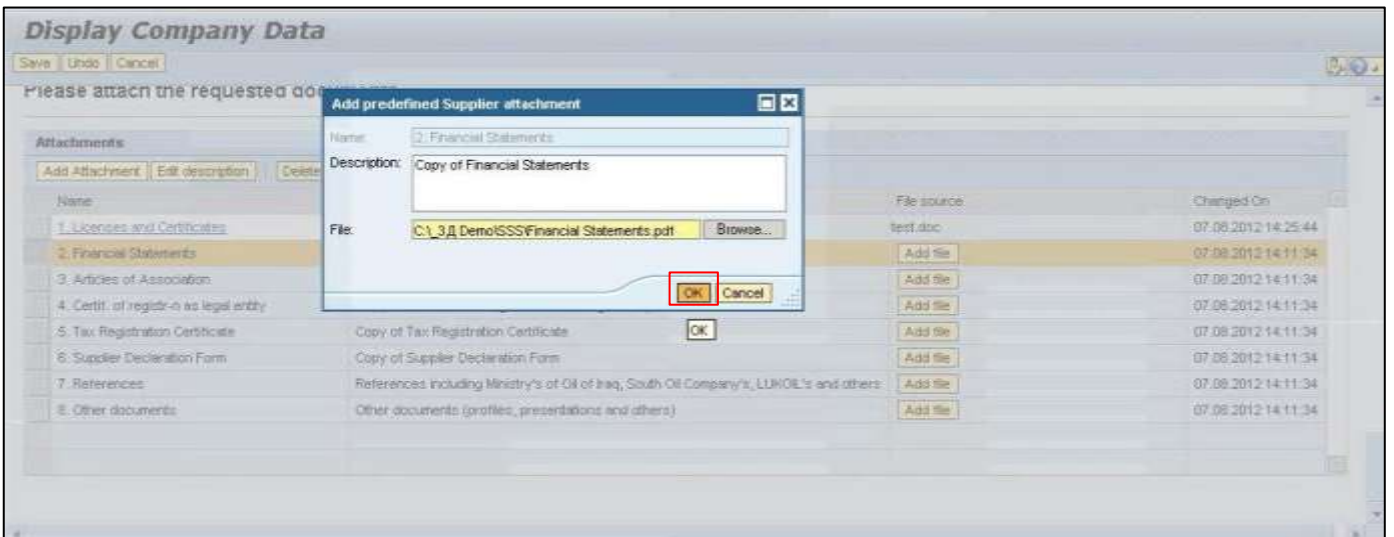 Display Company Data
Save Undo Cancel
Please attach the requested
Add predefined Supplier attachment
Name: 2. Financial Statements
Description: Copy of Financial Statements
File: C:\_3Д Demo\SSS\Financial Statements.pdf Browse...
OK Cancel
OK
Attachments
Add Attachment Edit description Delete
Name File source Changed On
1. Licenses and Certificates test.doc 07.08.2012 14:25:44
2. Financial Statements Add file 07.08.2012 14:11:34
3. Articles of Association Add file 07.08.2012 14:11:34
4. Certif. of registr-n as legal entity Add file 07.08.2012 14:11:34
5. Tax Registration Certificate Copy of Tax Registration Certificate Add file 07.08.2012 14:11:34
6. Supplier Declaration Form Copy of Supplier Declaration Form Add file 07.08.2012 14:11:34
7. References References including Ministry's of Oil of Iraq, South Oil Company's, LUKOIL's and others Add file 07.08.2012 14:11:34
8. Other documents Other documents (profiles, presentations and others) Add file 07.08.2012 14:11:34